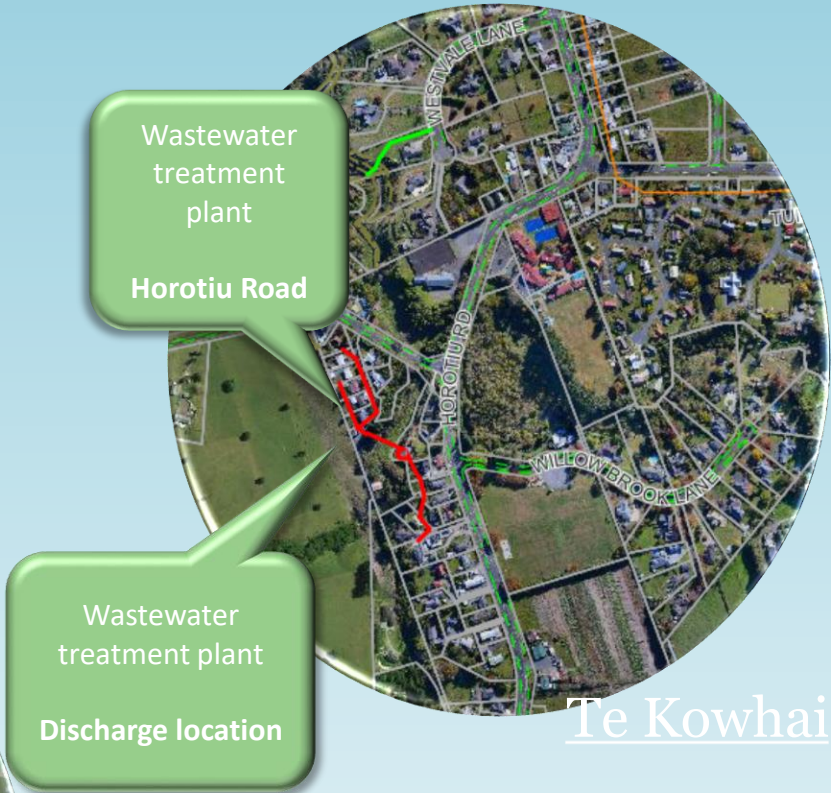 WESTVALE LANE
Wastewater
treatment
plant
Horotiu Road
HOROTIU RD
WILLOW BROOK LANE
Wastewater
treatment plant
Discharge location
Te Kowhai